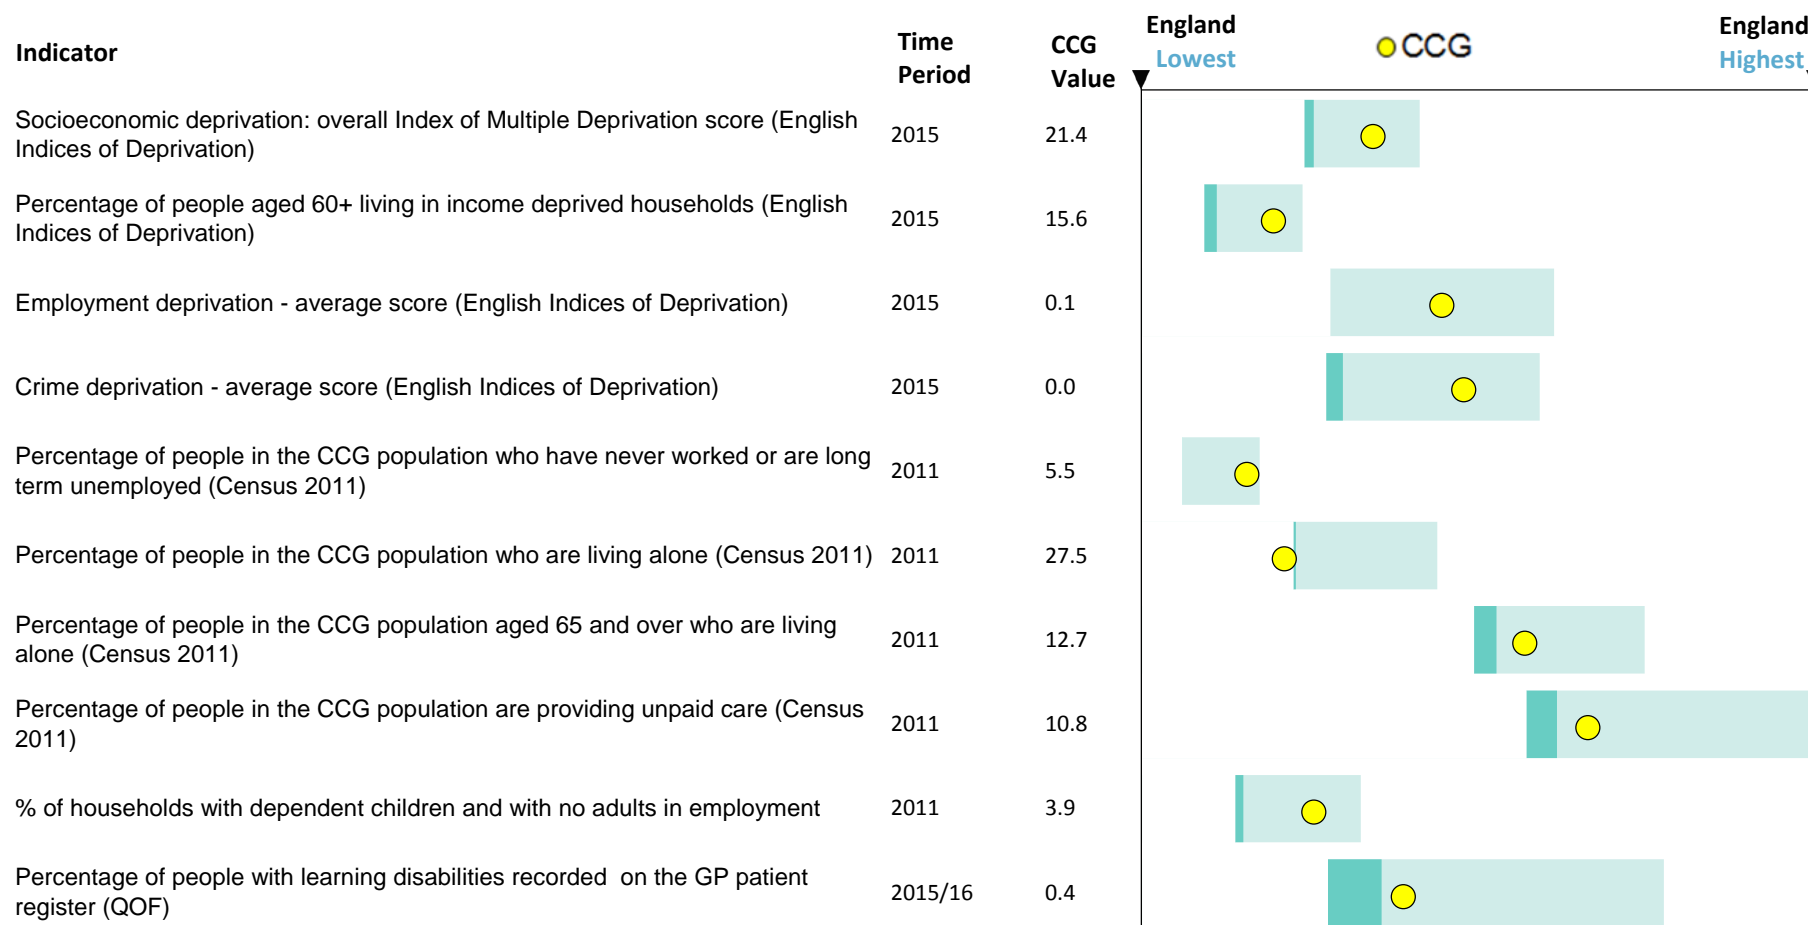 Indicator
Time
Period
CCG
Value
England
Lowest
CCG
England
Highest
Socioeconomic deprivation: overall Index of Multiple Deprivation score (English
Indices of Deprivation)
2015
21.4
Percentage of people aged 60+ living in income deprived households (English
Indices of Deprivation)
2015
15.6
Employment deprivation - average score (English Indices of Deprivation)
2015
0.1
Crime deprivation - average score (English Indices of Deprivation)
2015
0.0
Percentage of people in the CCG population who have never worked or are long
term unemployed (Census 2011)
2011
5.5
Percentage of people in the CCG population who are living alone (Census 2011)
2011
27.5
Percentage of people in the CCG population aged 65 and over who are living
alone (Census 2011)
2011
12.7
Percentage of people in the CCG population are providing unpaid care (Census
2011)
2011
10.8
% of households with dependent children and with no adults in employment
2011
3.9
Percentage of people with learning disabilities recorded  on the GP patient
register (QOF)
2015/16
0.4